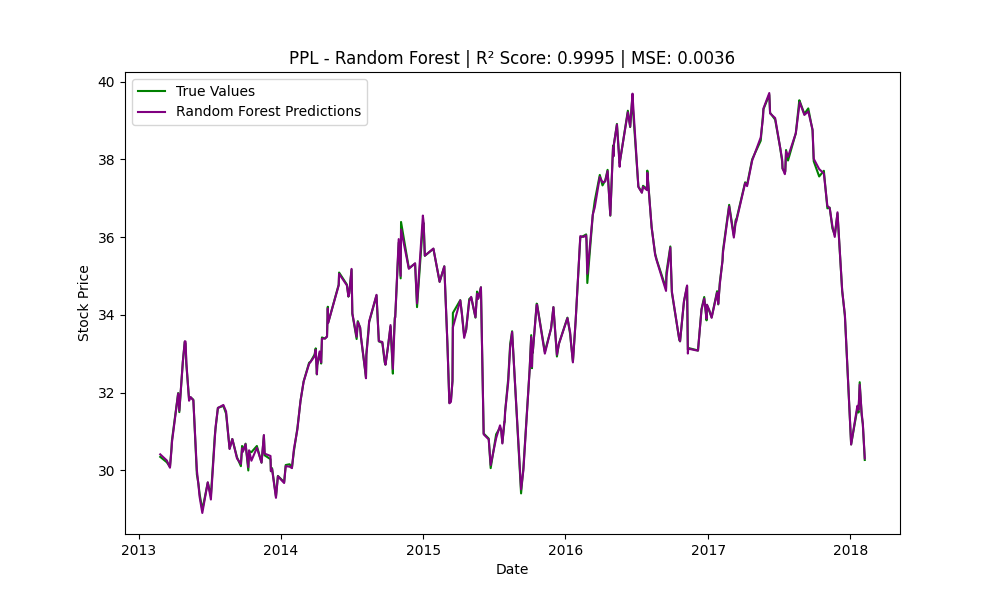 PPL - Random Forest | R² Score: 0.9995 | MSE: 0.0036
True Values
Random Forest Predictions
Stock Price
40
38
36
34
32
30
2013 2014 2015 2016 2017 2018
Date